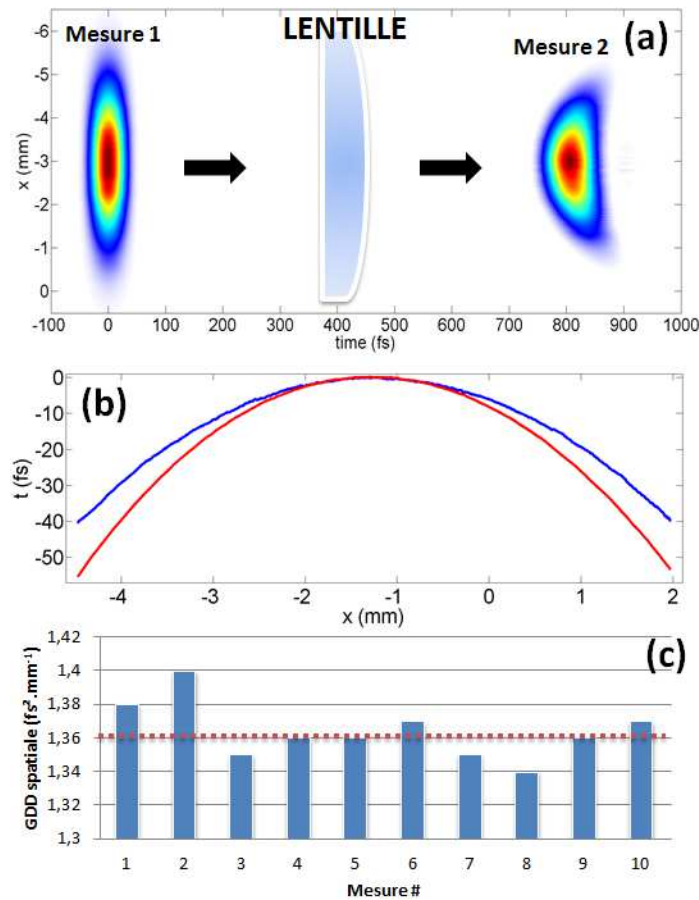 Mesure 1
LENTILLE
Mesure 2
(a)
x (mm)
-6
-5
-4
-3
-2
-1
0
-100 0 100 200 300 400 500 600 700 800 900 1000
time (fs)
(b)
t (fs)
0
-10
-20
-30
-40
-50
-4 -3 -2 -1 0 1 2
x (mm)
(c)
GDD spatiale (fs².mm⁻¹)
1,42
1,4
1,38
1,36
1,34
1,32
1,3
1 2 3 4 5 6 7 8 9 10
Mesure #